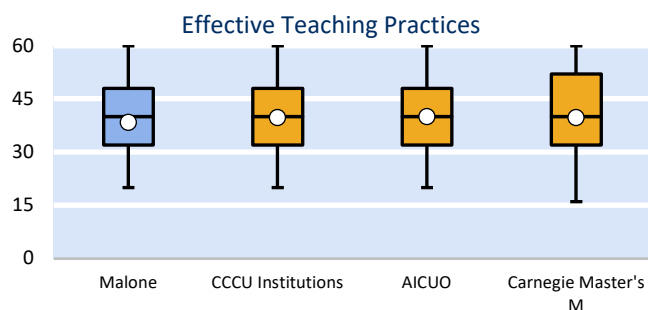 Effective Teaching Practices
60
45
30
15
0
Malone
CCCU Institutions
AICUO
Carnegie Master's
M